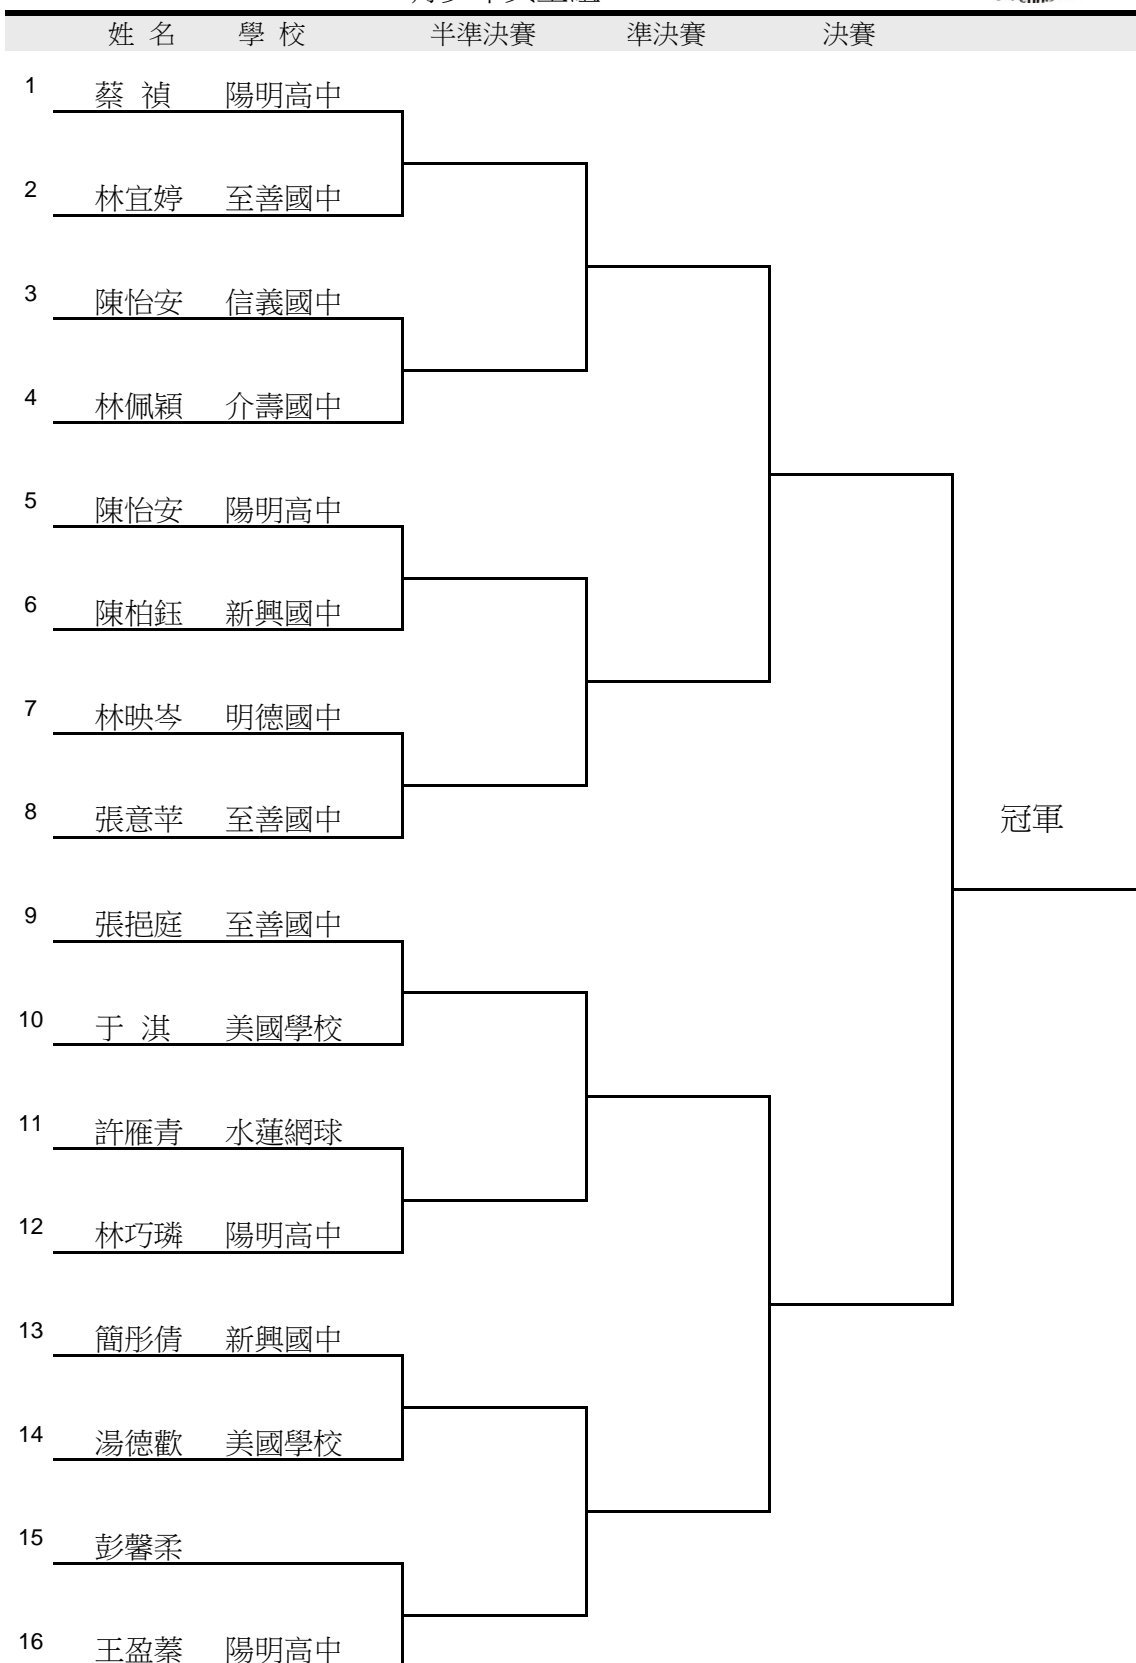 姓 名 學 校 半準決賽 準決賽 決賽
1 蔡 禎 陽明高中
2 林宜婷 至善國中
3 陳怡安 信義國中
4 林佩穎 介壽國中
5 陳怡安 陽明高中
6 陳柏鈺 新興國中
7 林映岑 明德國中
8 張意苹 至善國中
冠軍
9 張挹庭 至善國中
10 于 淇 美國學校
11 許雁青 水蓮網球
12 林巧璘 陽明高中
13 簡彤倩 新興國中
14 湯德歡 美國學校
15 彭馨柔
16 王盈蓁 陽明高中